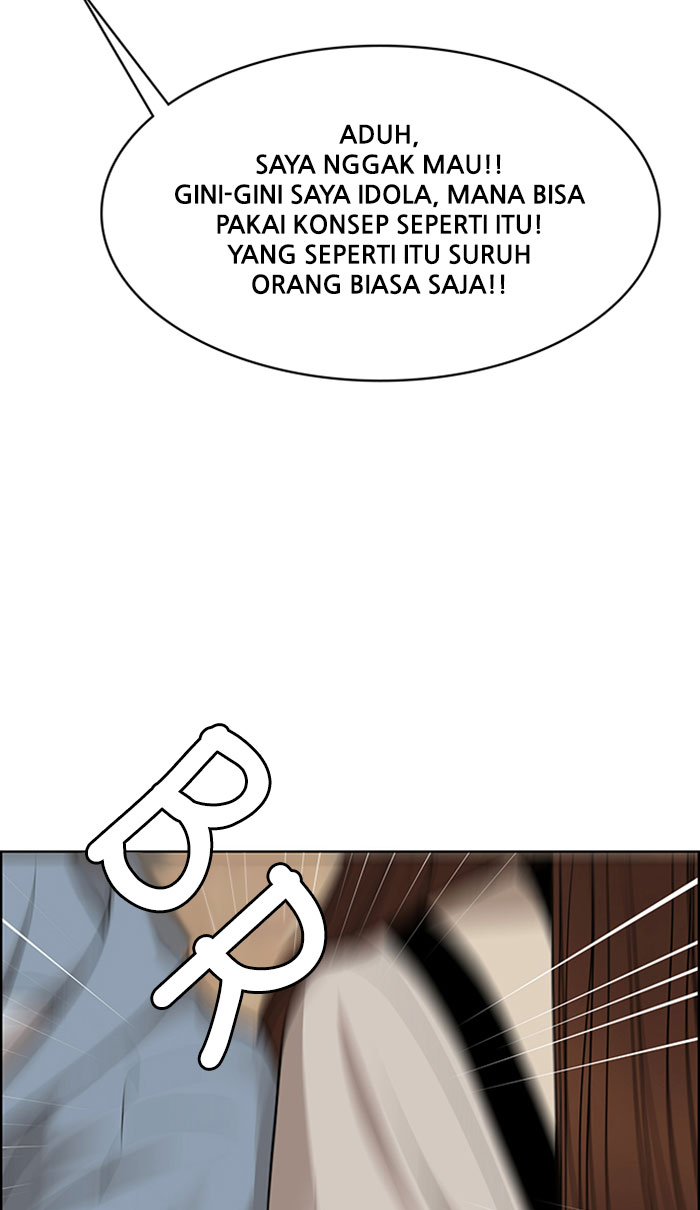 ADUH,
SAYA NGGAK MAU!!
GINI-GINI SAYA IDOLA, MANA BISA
PAKAI KONSEP SEPERTI ITU!
YANG SEPERTI ITU SURUH
ORANG BIASA SAJA!!
BR